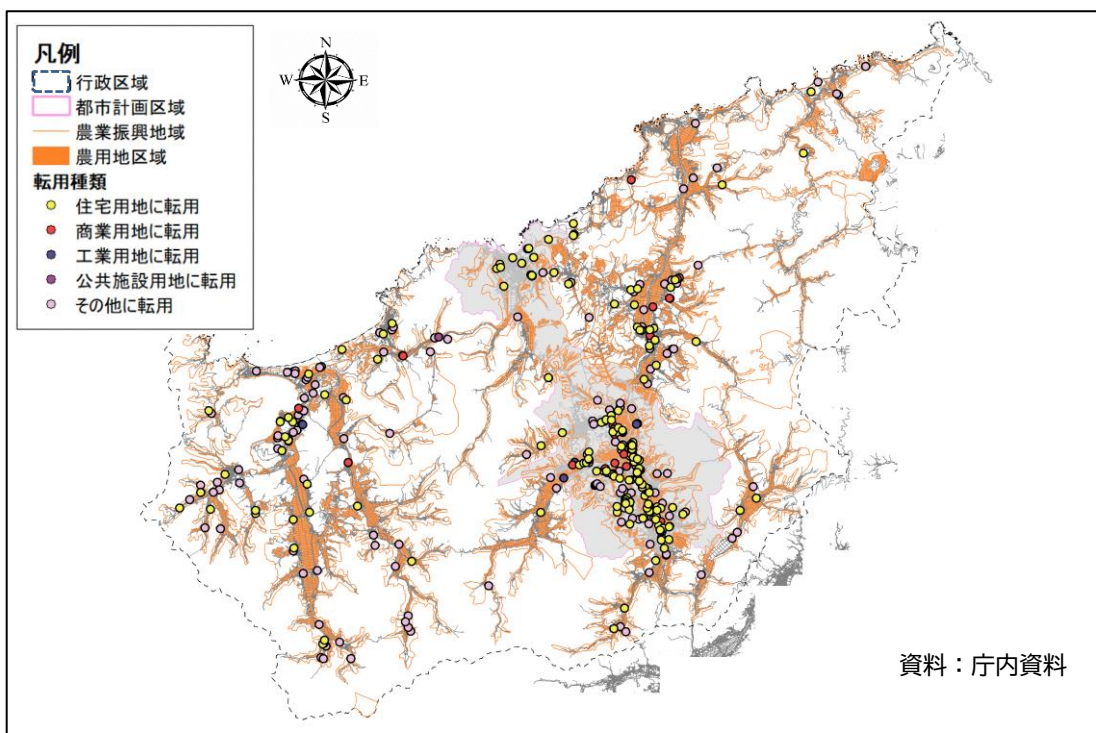 凡例
行政区域
都市計画区域
農業振興地域
農用地区域
転用種類
住宅用地に転用
商業用地に転用
工業用地に転用
公共施設用地に転用
その他に転用
N
W E
S
資料：庁内資料